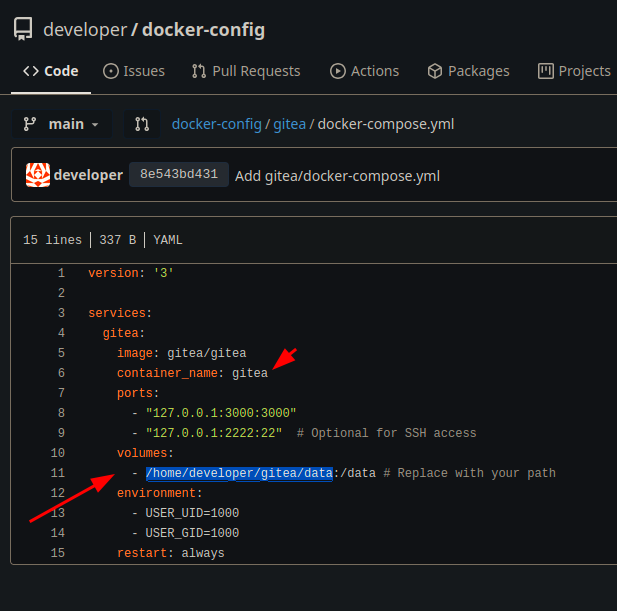 developer / docker-config
Code Issues Pull Requests Actions Packages Projects
main docker-config / gitea / docker-compose.yml
developer 8e543bd431 Add gitea/docker-compose.yml
15 lines 337 B YAML
1 version: '3'
2
3 services:
4   gitea:
5     image: gitea/gitea
6     container_name: gitea
7     ports:
8       - "127.0.0.1:3000:3000"
9       - "127.0.0.1:2222:22"  # Optional for SSH access
10     volumes:
11       - /home/developer/gitea/data:/data # Replace with your path
12     environment:
13       - USER_UID=1000
14       - USER_GID=1000
15     restart: always